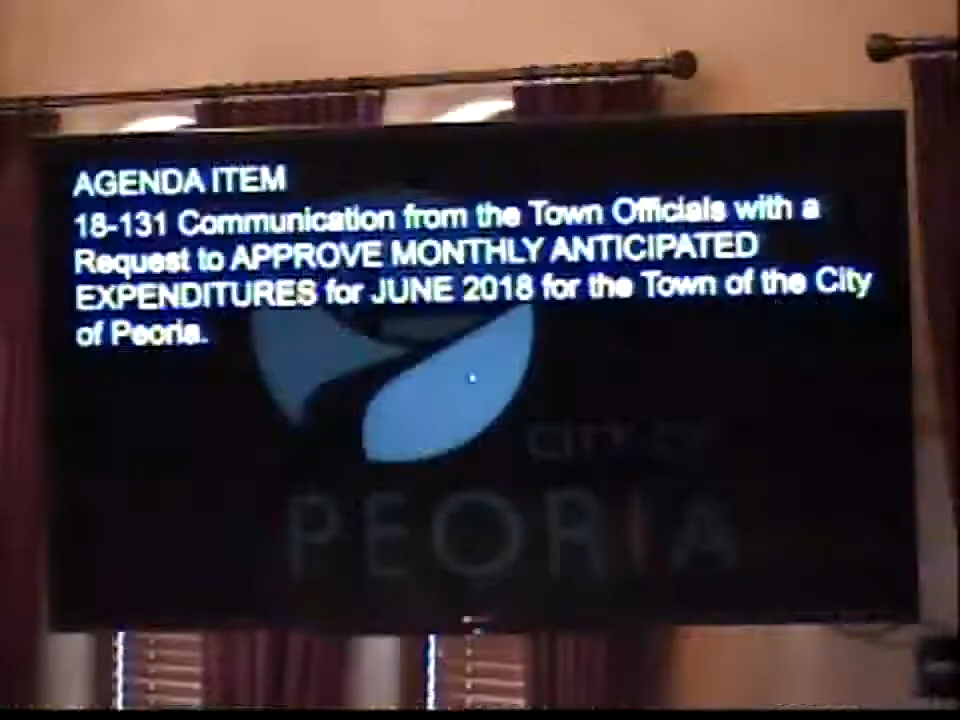 AGENDA ITEM
18-131 Communication from the Town Officials with a
Request to APPROVE MONTHLY ANTICIPATED
EXPENDITURES for JUNE 2018 for the Town of the City
of Peoria.
CITY OF
PEORIA